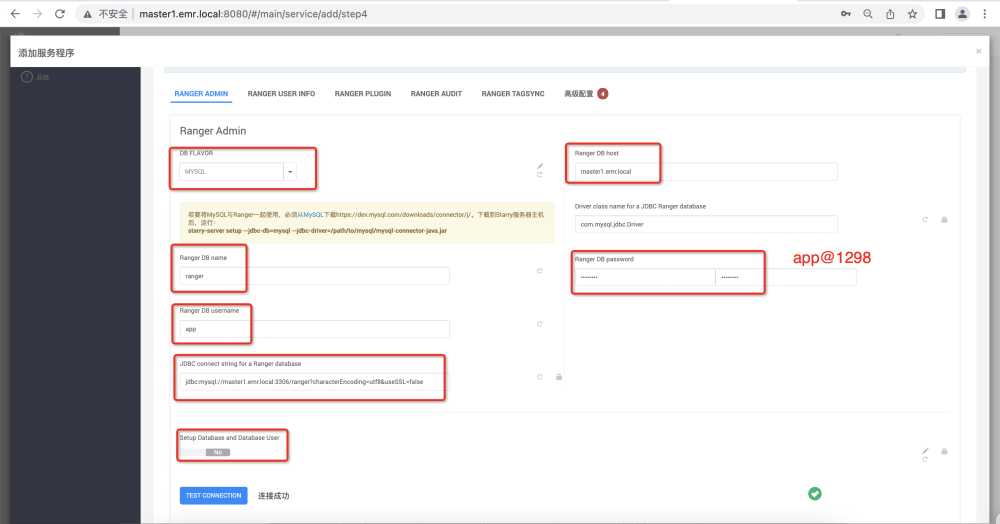 不安全 master1.emr.local:8080/#/main/service/add/step4
添加服务程序
×
7 总结
RANGER ADMIN RANGER USER INFO RANGER PLUGIN RANGER AUDIT RANGER TAGSYNC 高级配置 4
Ranger Admin
DB FLAVOR
MYSQL
Ranger DB host
master1.emr.local
若要将MySQL与Ranger一起使用，必须从MySQL下载https://dev.mysql.com/downloads/connector/j/。下载到Starry服务器主机
后，运行：
starry-server setup --jdbc-db=mysql --jdbc-driver=/path/to/mysql/mysql-connector-java.jar
Driver class name for a JDBC Ranger database
com.mysql.jdbc.Driver
Ranger DB name
ranger
Ranger DB password
app@1298
Ranger DB username
app
JDBC connect string for a Ranger database
jdbc:mysql://master1.emr.local:3306/ranger?characterEncoding=utf8&useSSL=false
Setup Database and Database User
No
TEST CONNECTION 连接成功